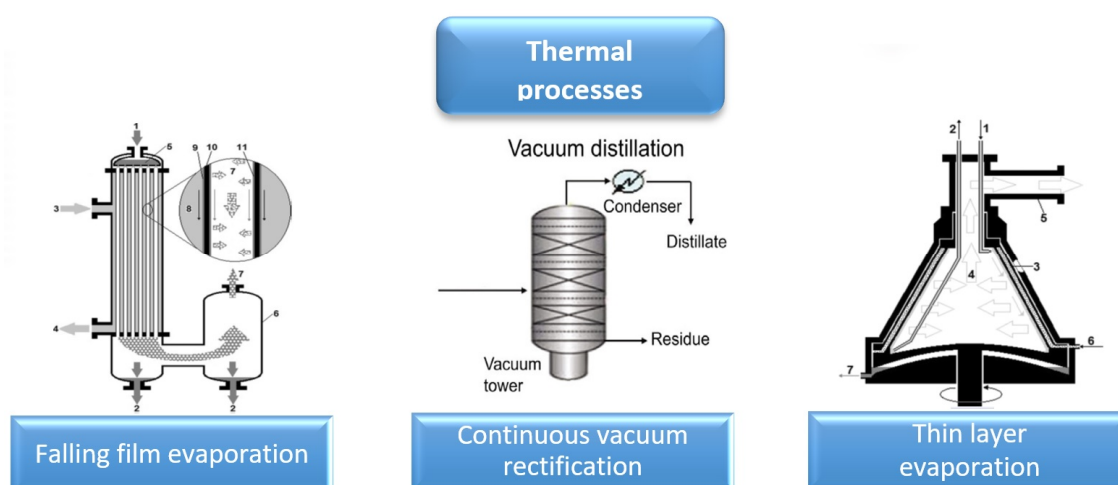 Thermal
processes
1
5
9
10
11
7
3
8
7
4
6
2
2
Falling film evaporation
Vacuum distillation
Condenser
Distillate
Residue
Vacuum
tower
Continuous vacuum
rectification
2
1
5
3
4
6
7
Thin layer
evaporation